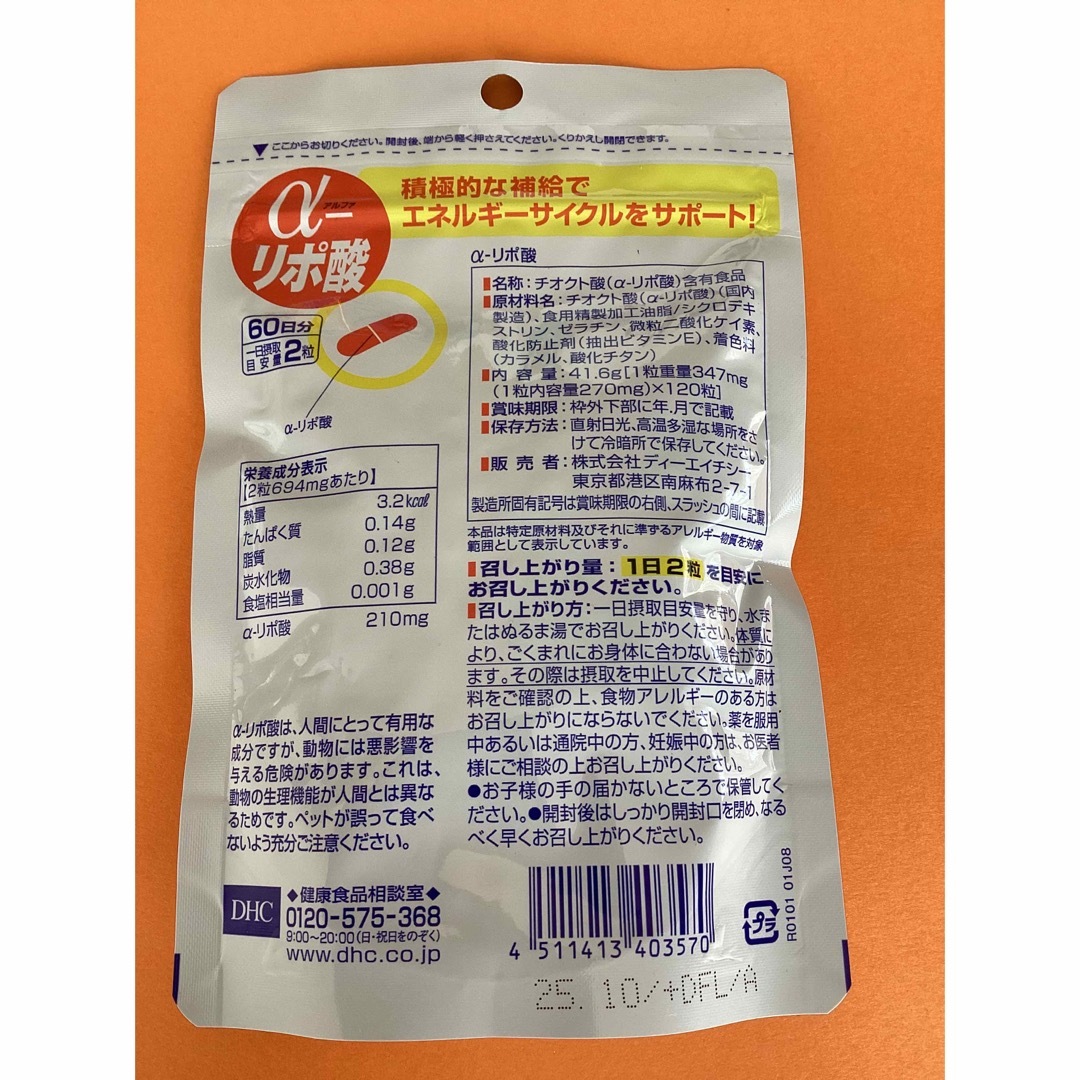 ▼ここからお切りください。開封後、端から軽く押さえてください。くりかえし開閉できます。
α-
アルファ
リポ酸
積極的な補給で
エネルギーサイクルをサポート!
60日分
一日摂取
目安量2粒
α-リポ酸
栄養成分表示
【2粒694mgあたり】
熱量 3.2kcal
たんぱく質 0.14g
脂質 0.12g
炭水化物 0.38g
食塩相当量 0.001g
α-リポ酸 210mg
α-リポ酸は、人間にとって有用な
成分ですが、動物には悪影響を
与える危険があります。これは、
動物の生理機能が人間とは異な
るためです。ペットが誤って食べ
ないよう充分ご注意ください。
α-リポ酸
■名称:チオクト酸(α-リポ酸)含有食品
■原材料名:チオクト酸(α-リポ酸)(国内
製造)、食用精製加工油脂/シクロデキ
ストリン、ゼラチン、微粒二酸化ケイ素、
酸化防止剤(抽出ビタミンE)、着色料
(カラメル、酸化チタン)
■内容量:41.6g[1粒重量347mg
(1粒内容量270mg)×120粒]
■賞味期限:枠外下部に年.月で記載
■保存方法:直射日光、高温多湿な場所をさ
けて冷暗所で保存してください。
■販売者:株式会社ディーエイチシー
東京都港区南麻布2-7-1
製造所固有記号は賞味期限の右側、スラッシュの間に記載
本品は特定原材料及びそれに準ずるアレルギー物質を対象
範囲として表示しています。
■召し上がり量:1日2粒を目安に
お召し上がりください。
■召し上がり方:一日摂取目安量を守り、水ま
たはぬるま湯でお召し上がりください。体質に
より、ごくまれにお身体に合わない場合があり
ます。その際は摂取を中止してください。原材
料をご確認の上、食物アレルギーのある方は
お召し上がりにならないでください。薬を服用
中あるいは通院中の方、妊娠中の方は、お医者
様にご相談の上お召し上がりください。
●お子様の手の届かないところで保管してく
ださい。●開封後はしっかり開封口を閉め、なる
べく早くお召し上がりください。
DHC
◆健康食品相談室◆
0120-575-368
9:00~20:00(日・祝日をのぞく)
www.dhc.co.jp
4 511413 403570
プラ
R0101 01J08
25.10/+DFL/A